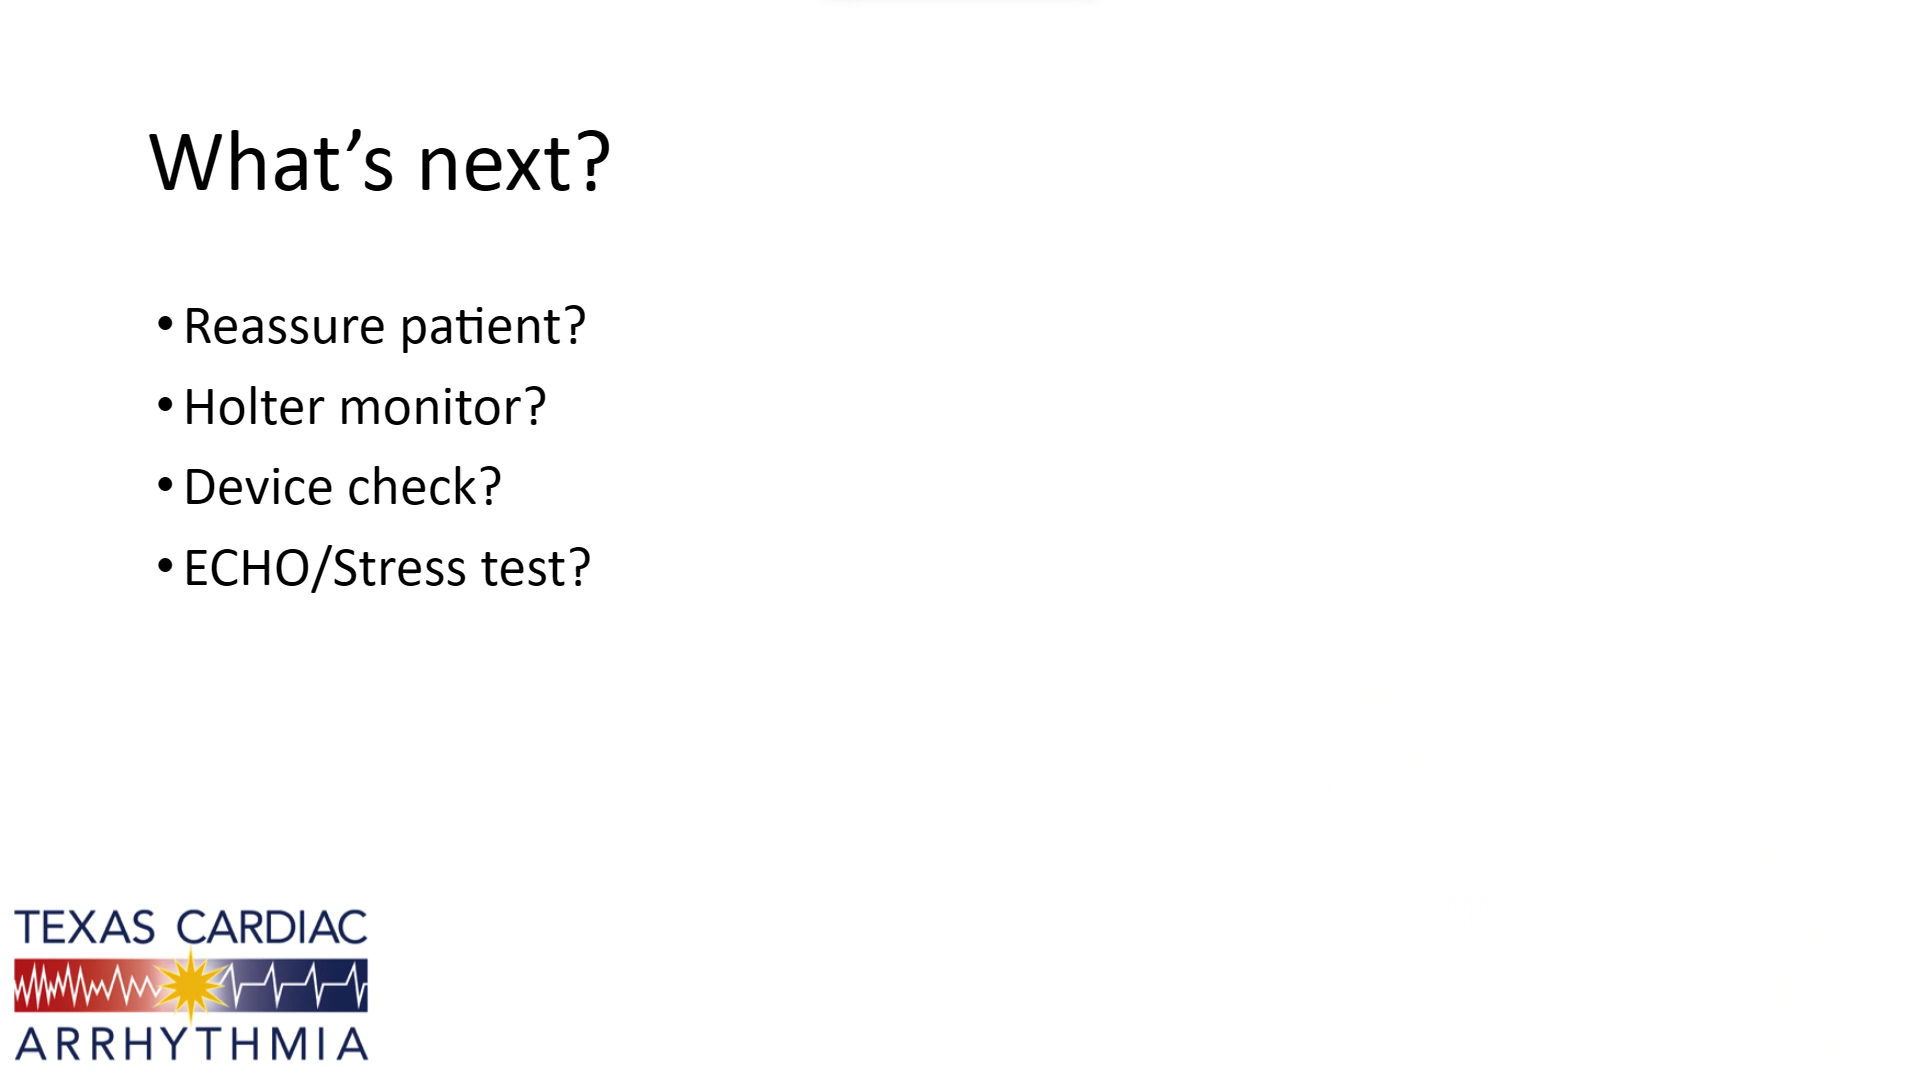 What’s next?
• Reassure patient?
• Holter monitor?
• Device check?
• ECHO/Stress test?
TEXAS CARDIAC
ARRHYTHMIA